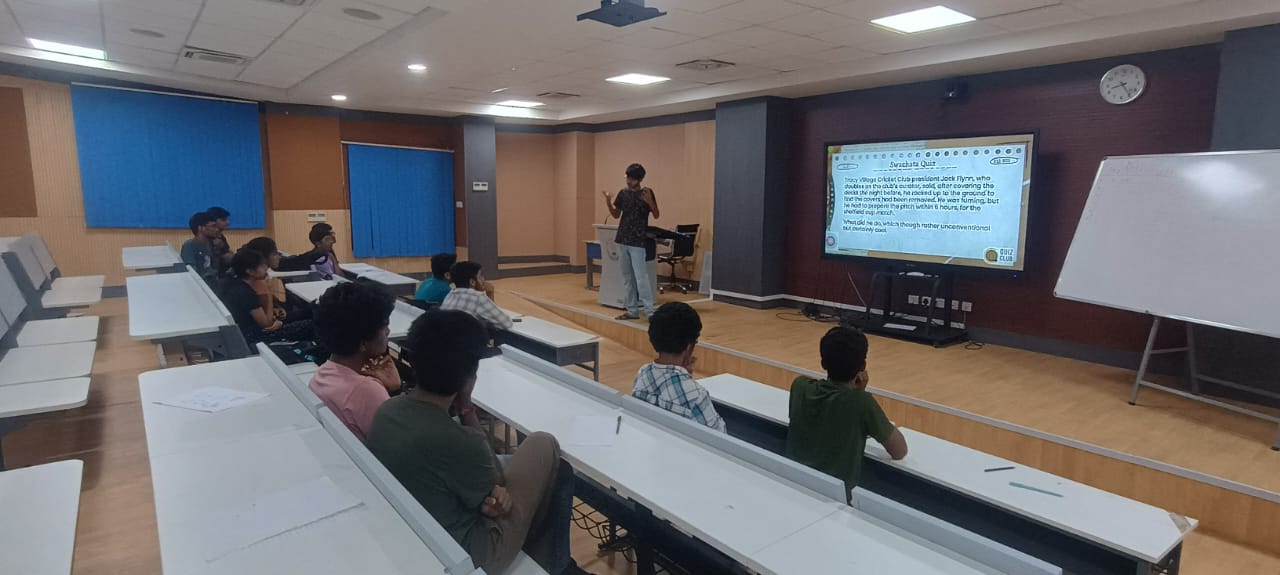 Swachata Quiz
Tracy Village Cricket Club president Jack Flynn, who
doubles as the club's curator, said, after covering the
decks the night before, he rocked up to the ground to
find the covers had been removed. He was fuming, but
he had to prepare the pitch within 6 hours, for the
sheffield cup match.
What did he do, which though rather unconventional
but certainly cool.
QUIZ
CLUB